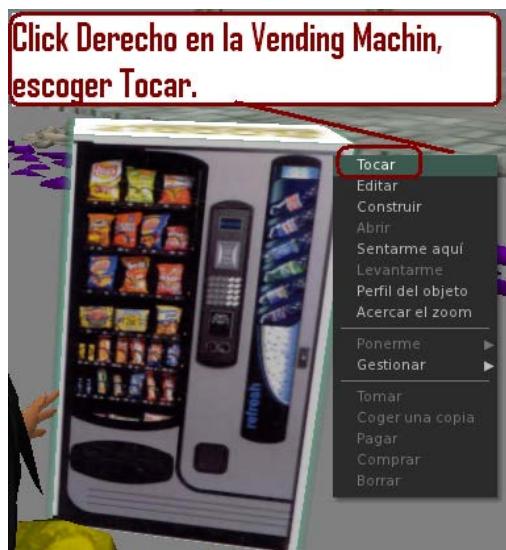 Click Derecho en la Vending Machin,
escoger Tocar.
Tocar
Editar
Construir
Abrir
Sentarme aquí
Levantarme
Perfil del objeto
Acercar el zoom
Ponerme
Gestionar
Tomar
Coger una copia
Pagar
Comprar
Borrar
refresh